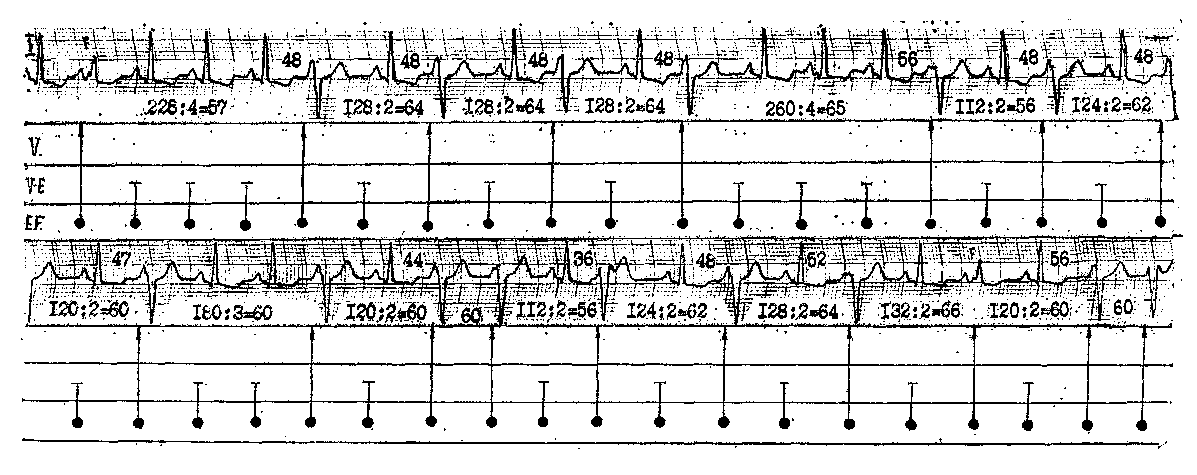 I 48 48 48 48 56 48 48
226:4=57 I28:2=64 I28:2=64 I28:2=64 260:4=65 II2:2=56 I24:2=62
V.
V-E
E.F.
47 44 36 48 52 56
I20:2=60 I80:3=60 I20:2=60 60 II2:2=56 I24:2=62 I28:2=64 I32:2=66 I20:2=60 60